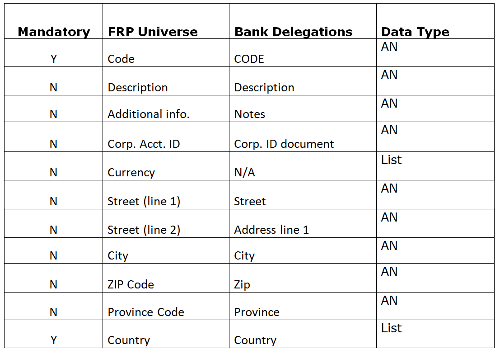 Mandatory FRP Universe Bank Delegations Data Type
Y Code CODE AN
N Description Description AN
N Additional info. Notes AN
N Corp. Acct. ID Corp. ID document AN
N Currency N/A List
N Street (line 1) Street AN
N Street (line 2) Address line 1 AN
N City City AN
N ZIP Code Zip AN
N Province Code Province AN
Y Country Country List